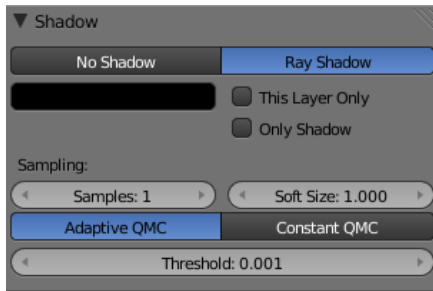 Shadow
No Shadow Ray Shadow
This Layer Only
Only Shadow
Sampling:
Samples: 1 Soft Size: 1.000
Adaptive QMC Constant QMC
Threshold: 0.001